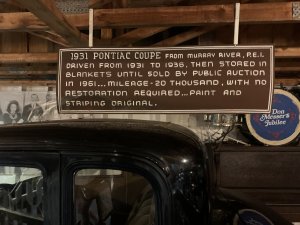 1931 PONTIAC COUPE FROM MURRAY RIVER, P.E.I.
DRIVEN FROM 1931 TO 1936, THEN STORED IN
BLANKETS UNTIL SOLD BY PUBLIC AUCTION
IN 1961...MILEAGE-20 THOUSAND, WITH NO
RESTORATION REQUIRED...PAINT AND
STRIPING ORIGINAL.
Don
Messer's
Jubilee